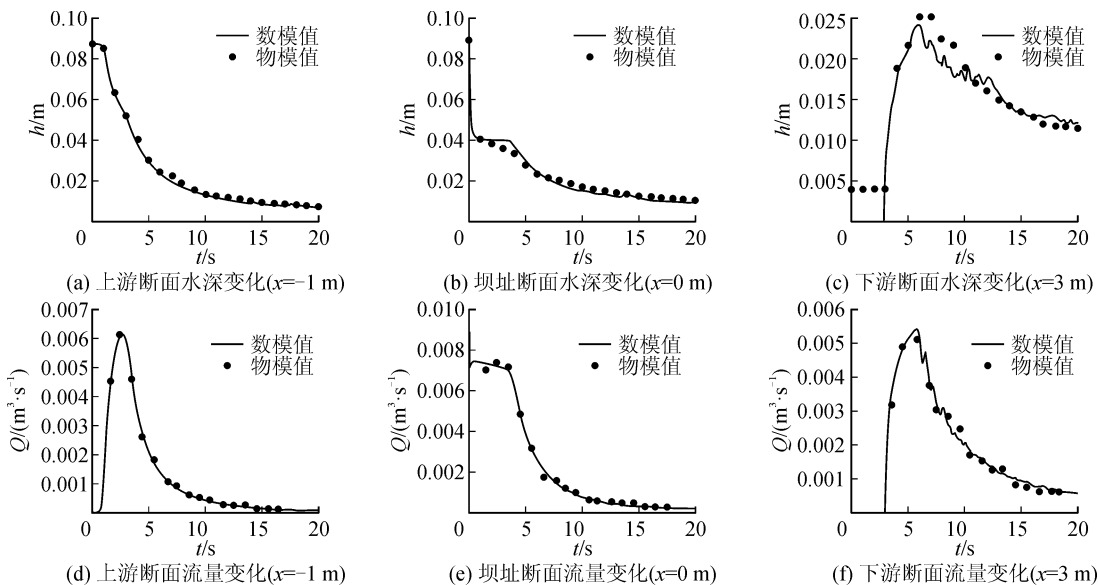 0.10
0.08
0.06
0.04
0.02
h/m
数模值
物模值
0 5 10 15 20
t/s
(a) 上游断面水深变化(x=−1 m)
0.10
0.08
0.06
0.04
0.02
h/m
数模值
物模值
0 5 10 15 20
t/s
(b) 坝址断面水深变化(x=0 m)
0.025
0.020
0.015
0.010
0.005
h/m
数模值
物模值
0 5 10 15 20
t/s
(c) 下游断面水深变化(x=3 m)
0.007
0.006
0.005
0.004
0.003
0.002
0.001
Q/(m³·s⁻¹)
数模值
物模值
0 5 10 15 20
t/s
(d) 上游断面流量变化(x=−1 m)
0.010
0.008
0.006
0.004
0.002
Q/(m³·s⁻¹)
数模值
物模值
0 5 10 15 20
t/s
(e) 坝址断面流量变化(x=0 m)
0.006
0.005
0.004
0.003
0.002
0.001
Q/(m³·s⁻¹)
数模值
物模值
0 5 10 15 20
t/s
(f) 下游断面流量变化(x=3 m)